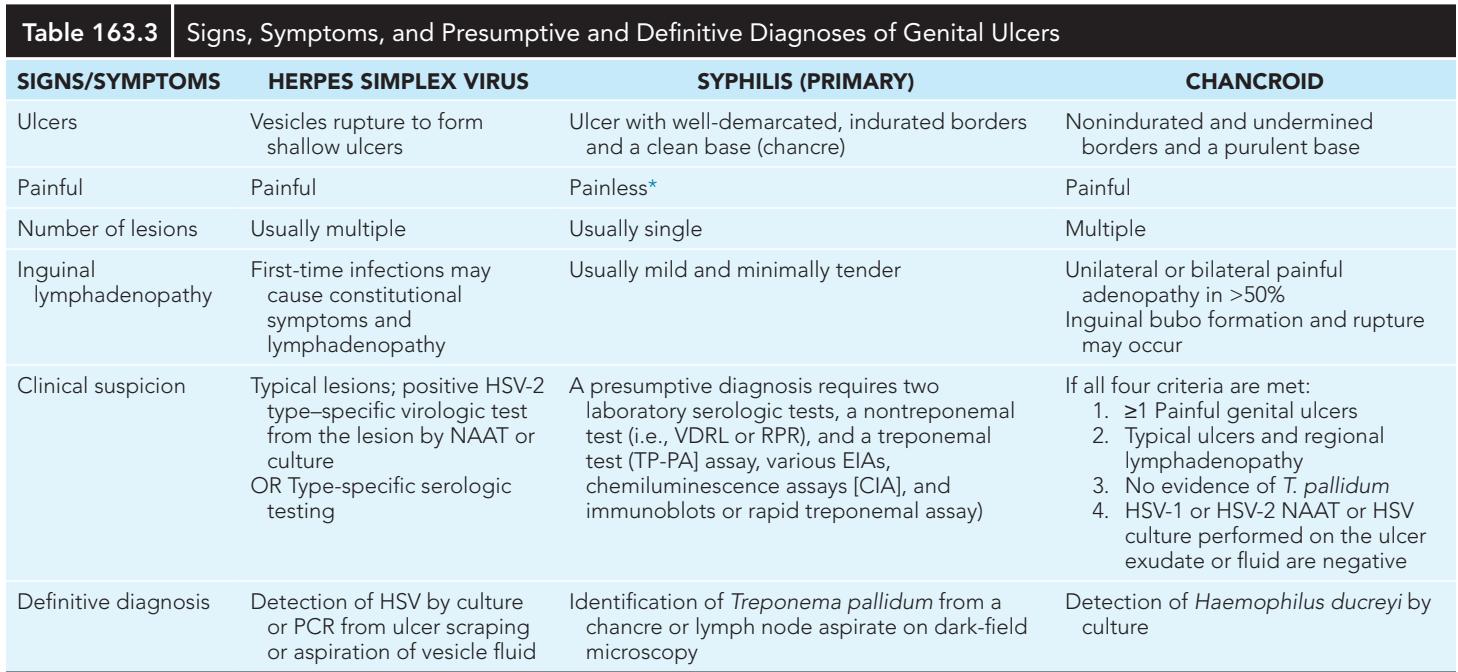 Table 163.3 Signs, Symptoms, and Presumptive and Definitive Diagnoses of Genital Ulcers
SIGNS/SYMPTOMS HERPES SIMPLEX VIRUS SYPHILIS (PRIMARY) CHANCROID
Ulcers
Vesicles rupture to form
shallow ulcers
Ulcer with well-demarcated, indurated borders
and a clean base (chancre)
Nonindurated and undermined
borders and a purulent base
Painful
Painful
Painless*
Painful
Number of lesions
Usually multiple
Usually single
Multiple
Inguinal
lymphadenopathy
First-time infections may
cause constitutional
symptoms and
lymphadenopathy
Usually mild and minimally tender
Unilateral or bilateral painful
adenopathy in >50%
Inguinal bubo formation and rupture
may occur
Clinical suspicion
Typical lesions; positive HSV-2
type–specific virologic test
from the lesion by NAAT or
culture
OR Type-specific serologic
testing
A presumptive diagnosis requires two
laboratory serologic tests, a nontreponemal
test (i.e., VDRL or RPR), and a treponemal
test (TP-PA] assay, various EIAs,
chemiluminescence assays [CIA], and
immunoblots or rapid treponemal assay)
If all four criteria are met:
1. ≥1 Painful genital ulcers
2. Typical ulcers and regional
lymphadenopathy
3. No evidence of T. pallidum
4. HSV-1 or HSV-2 NAAT or HSV
culture performed on the ulcer
exudate or fluid are negative
Definitive diagnosis
Detection of HSV by culture
or PCR from ulcer scraping
or aspiration of vesicle fluid
Identification of Treponema pallidum from a
chancre or lymph node aspirate on dark-field
microscopy
Detection of Haemophilus ducreyi by
culture